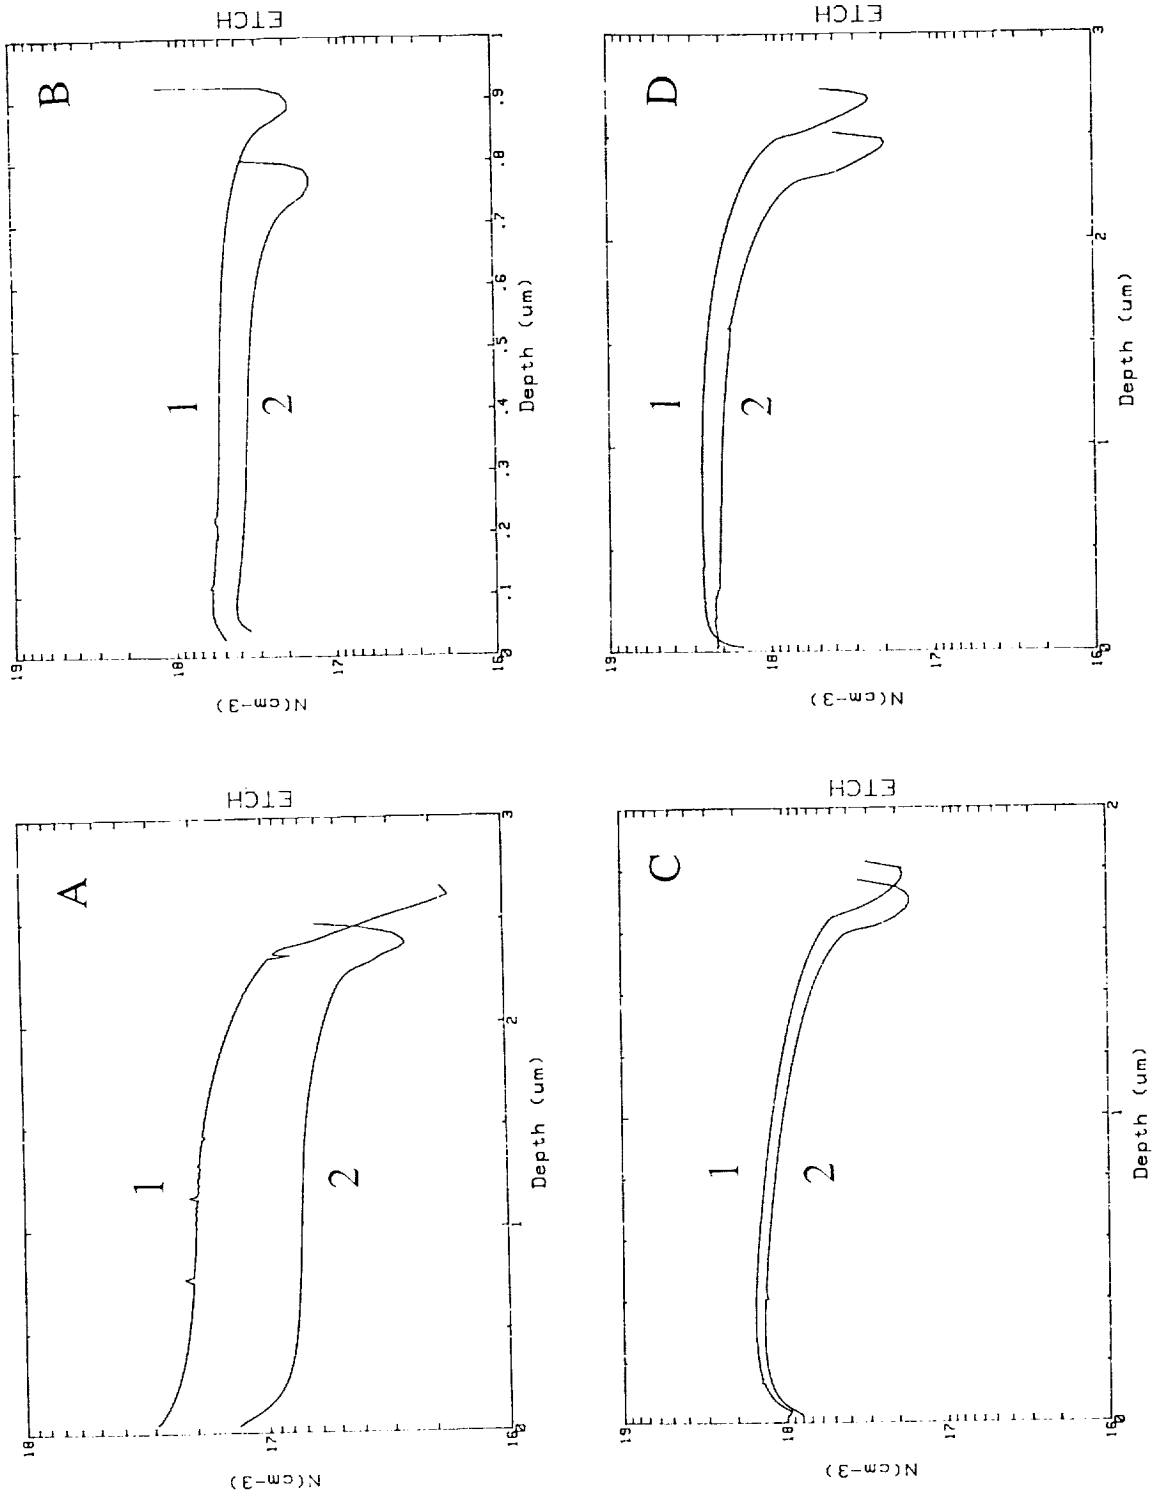 ETCH
B
1
2
19
18
17
16
N(cm-3)
0
.1
.2
.3
.4
.5
.6
.7
.8
.9
1
Depth (um)
ETCH
D
1
2
19
18
17
16
N(cm-3)
0
1
2
3
Depth (um)
ETCH
A
1
2
18
17
16
N(cm-3)
0
1
2
3
Depth (um)
ETCH
C
1
2
19
18
17
16
N(cm-3)
0
1
2
Depth (um)